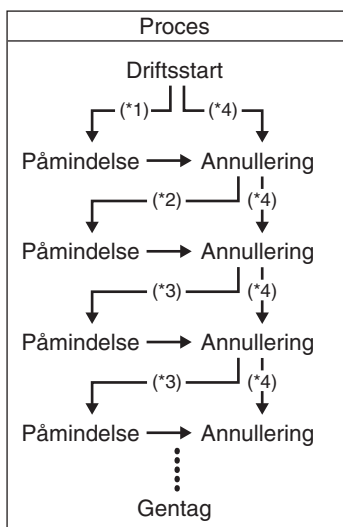 Proces
Driftsstart
(*1) (*4)
Påmindelse Annullering
(*2) (*4)
Påmindelse Annullering
(*3) (*4)
Påmindelse Annullering
(*3) (*4)
Påmindelse Annullering
Gentag